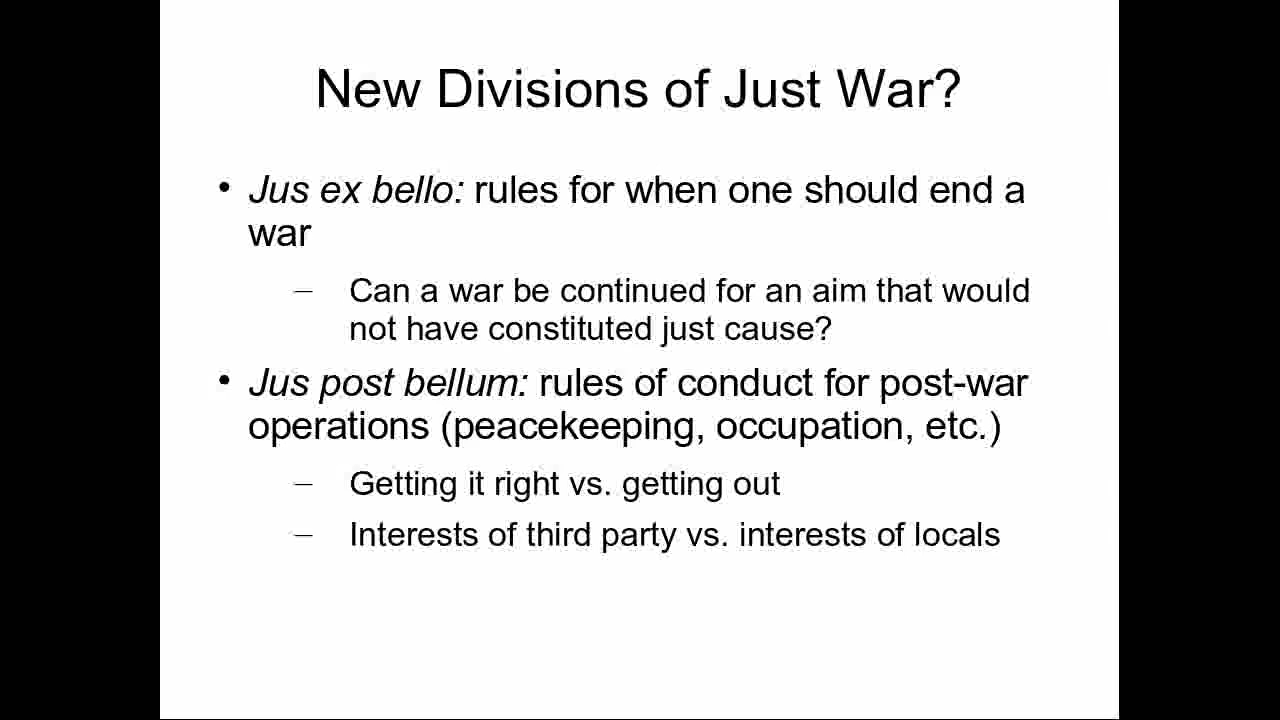 New Divisions of Just War?
• Jus ex bello: rules for when one should end a
war
– Can a war be continued for an aim that would
not have constituted just cause?
• Jus post bellum: rules of conduct for post-war
operations (peacekeeping, occupation, etc.)
– Getting it right vs. getting out
– Interests of third party vs. interests of locals